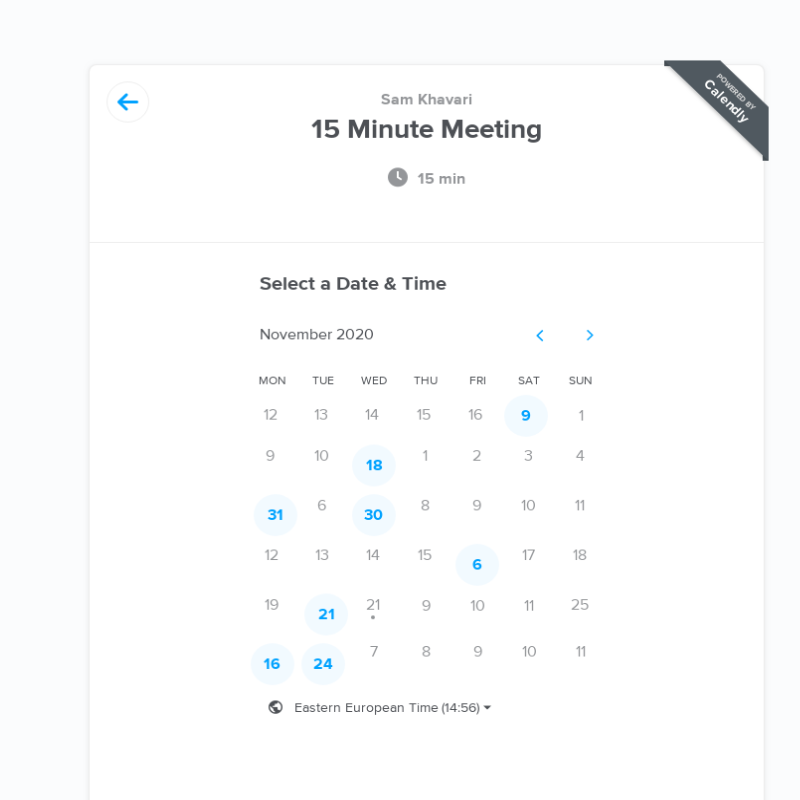 POWERED BY
Calendly
Sam Khavari
15 Minute Meeting
15 min
Select a Date & Time
November 2020
MON TUE WED THU FRI SAT SUN
12 13 14 15 16 9 1
9 10 18 1 2 3 4
31 6 30 8 9 10 11
12 13 14 15 6 17 18
19 21 21 9 10 11 25
16 24 7 8 9 10 11
Eastern European Time (14:56)